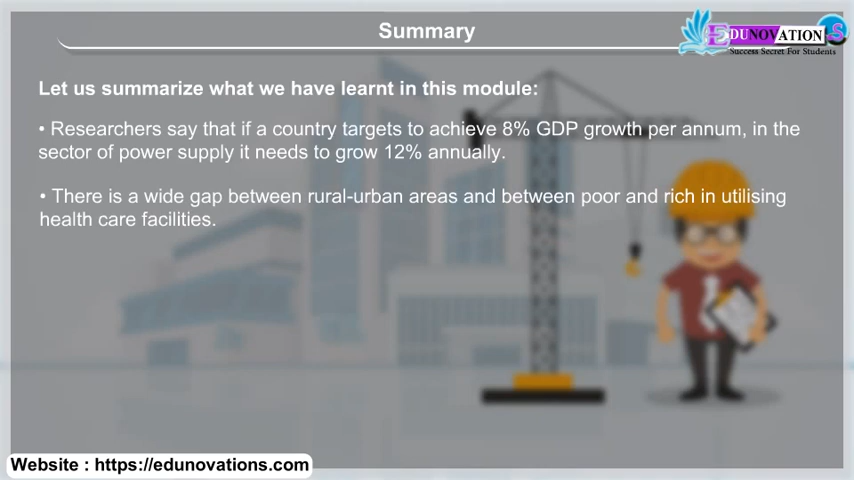 Summary
EDUNOVATIONS
Success Secret For Students
Let us summarize what we have learnt in this module:
• Researchers say that if a country targets to achieve 8% GDP growth per annum, in the
sector of power supply it needs to grow 12% annually.
• There is a wide gap between rural-urban areas and between poor and rich in utilising
health care facilities.
Website : https://edunovations.com